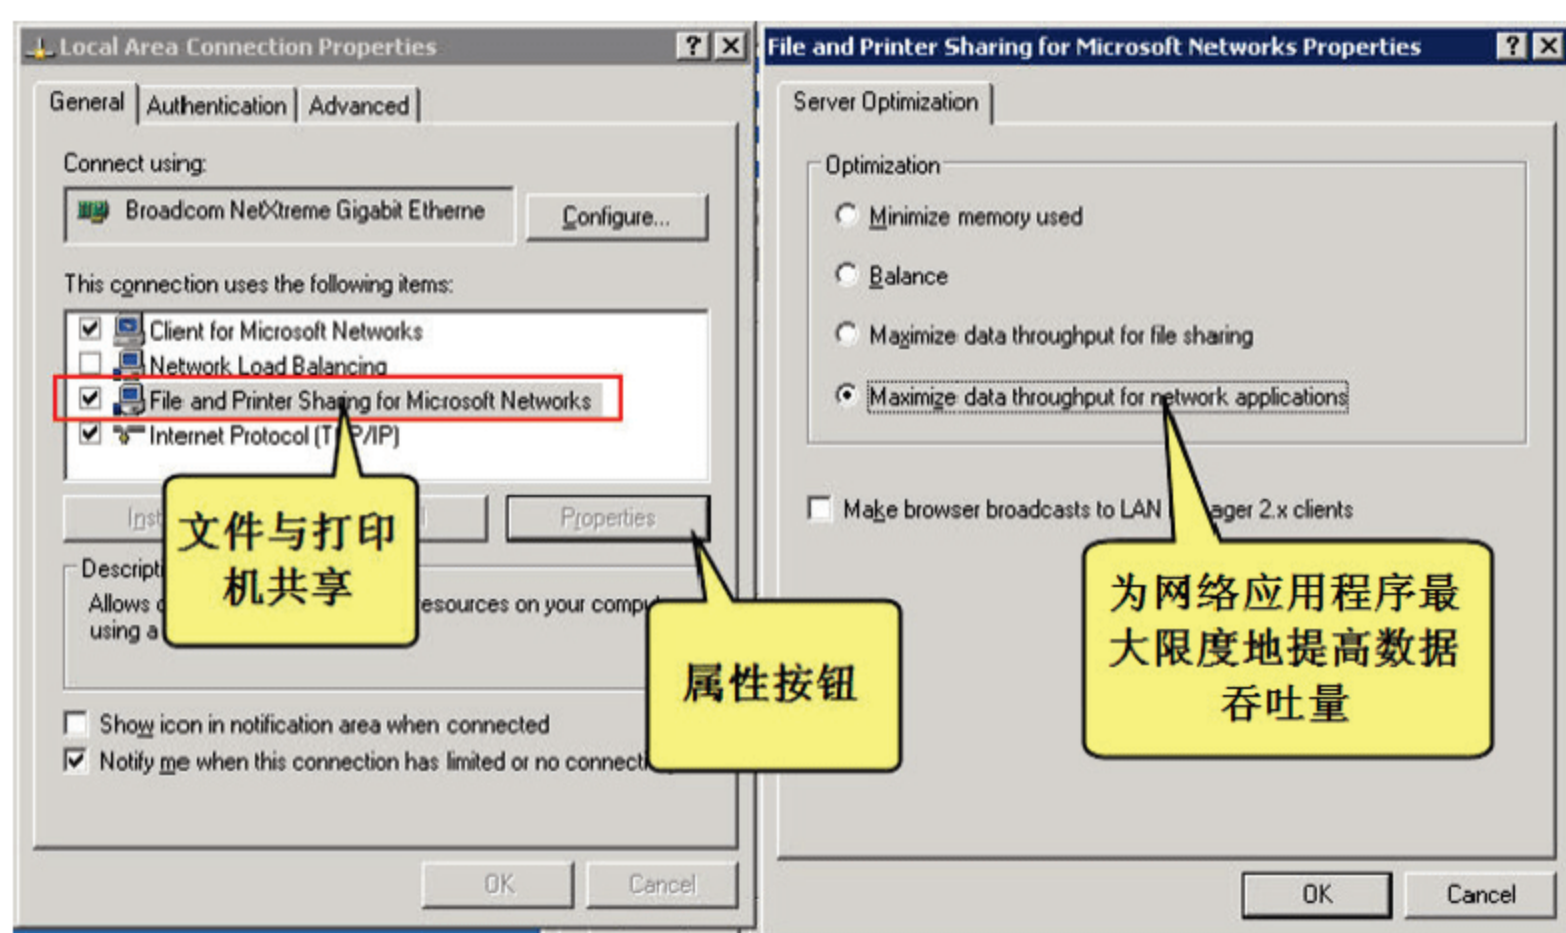 Local Area Connection Properties
General
Authentication
Advanced
Connect using:
Broadcom NetXtreme Gigabit Etherne
Configure...
This connection uses the following items:
Client for Microsoft Networks
Network Load Balancing
File and Printer Sharing for Microsoft Networks
Internet Protocol (T P/IP)
Inst
Properties
文件与打印
机共享
Descripti
Allows esources on your compu
using a
属性按钮
Show icon in notification area when connected
Notify me when this connection has limited or no connecti
OK
Cancel
File and Printer Sharing for Microsoft Networks Properties
Server Optimization
Optimization
Minimize memory used
Balance
Maximize data throughput for file sharing
Maximize data throughput for network applications
Make browser broadcasts to LAN ager 2.x clients
为网络应用程序最
大限度地提高数据
吞吐量
OK
Cancel